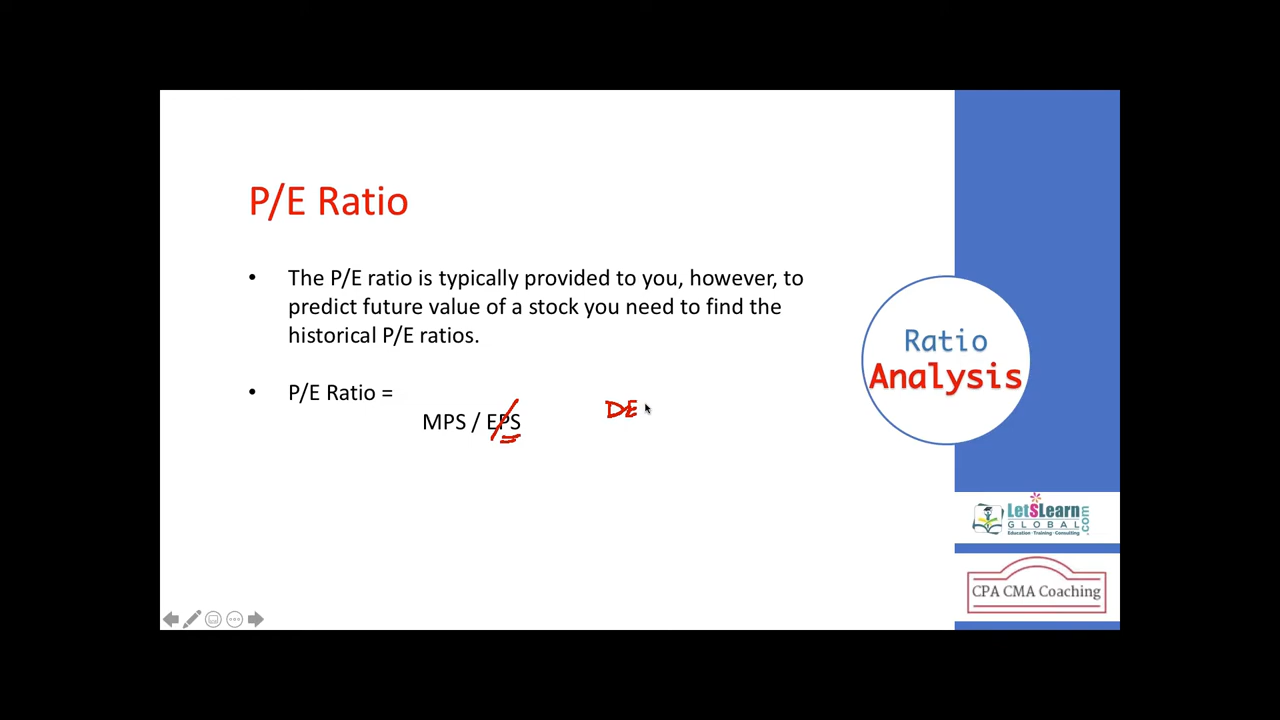 P/E Ratio
• The P/E ratio is typically provided to you, however, to
predict future value of a stock you need to find the
historical P/E ratios.
• P/E Ratio =
MPS / EPS
DE
Ratio
Analysis
LetSLearn
GLOBAL
.com
Education · Training · Consulting
CPA CMA Coaching